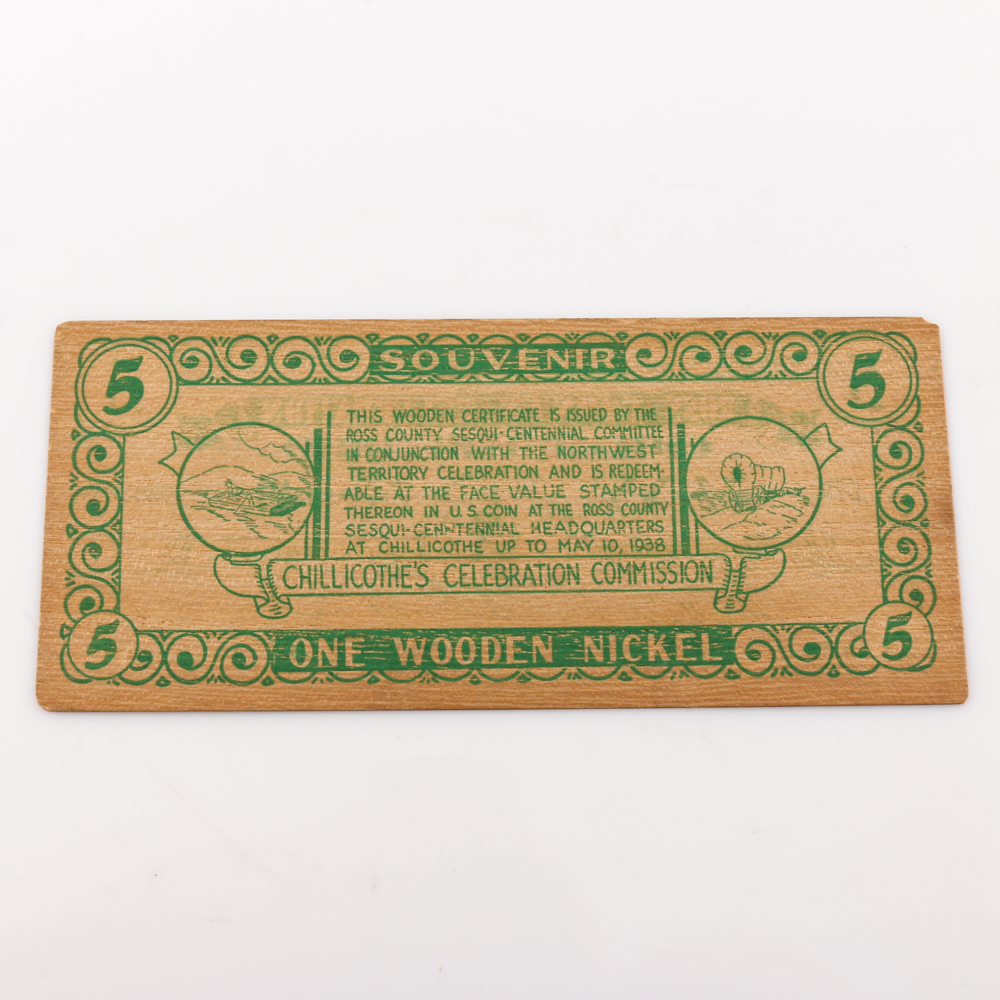 5 SOUVENIR 5
THIS WOODEN CERTIFICATE IS ISSUED BY THE
ROSS COUNTY SESQUI-CENTENNIAL COMMITTEE
IN CONJUNCTION WITH THE NORTHWEST
TERRITORY CELEBRATION AND IS REDEEM-
ABLE AT THE FACE VALUE STAMPED
THEREON IN U.S. COIN AT THE ROSS COUNTY
SESQUI-CENTENNIAL HEADQUARTERS
AT CHILLICOTHE UP TO MAY 10, 1938
CHILLICOTHE'S CELEBRATION COMMISSION
5 ONE WOODEN NICKEL 5